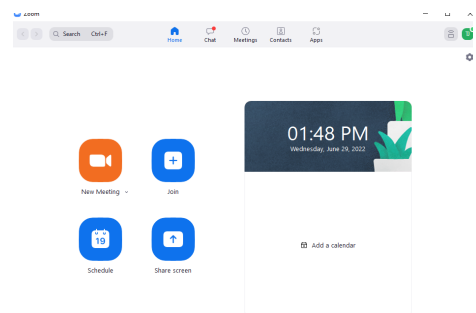 Zoom
Search Ctrl+F
Home
Chat
Meetings
Contacts
Apps
01:48 PM
Wednesday, June 29, 2022
New Meeting
Join
19
Schedule
Share screen
Add a calendar